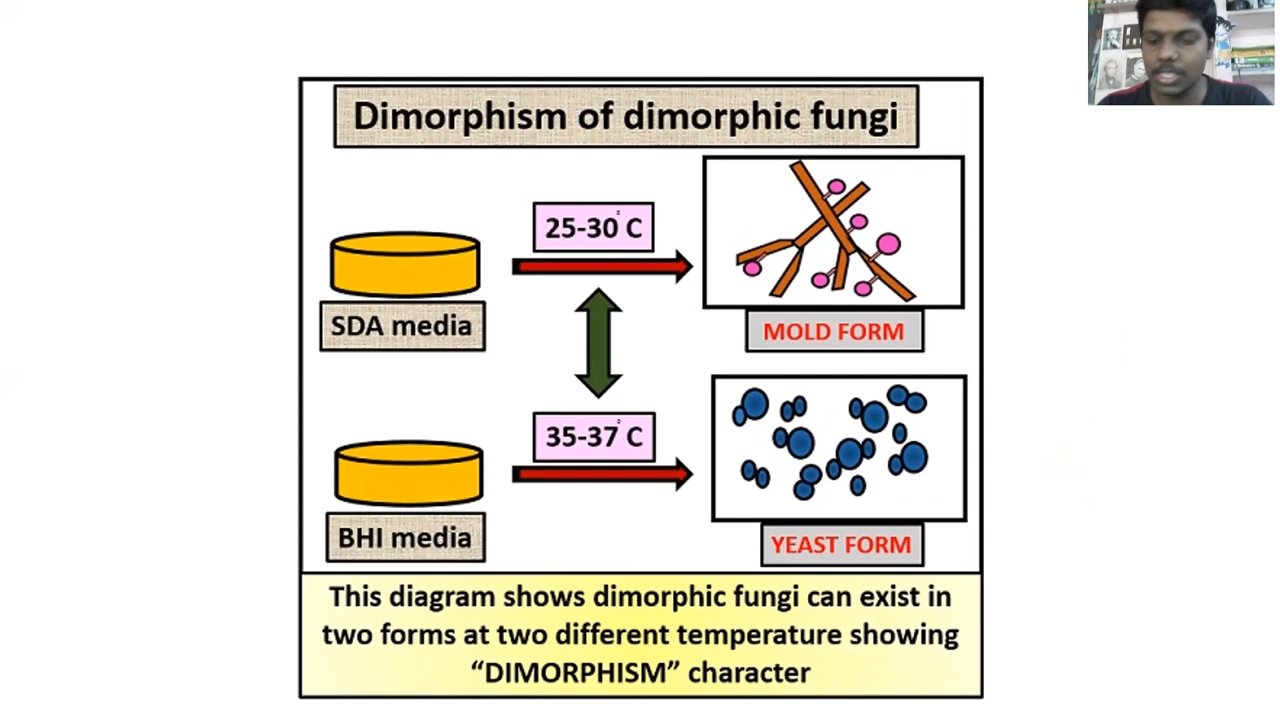 Dimorphism of dimorphic fungi
25-30° C
SDA media
MOLD FORM
35-37° C
BHI media
YEAST FORM
This diagram shows dimorphic fungi can exist in
two forms at two different temperature showing
“DIMORPHISM” character